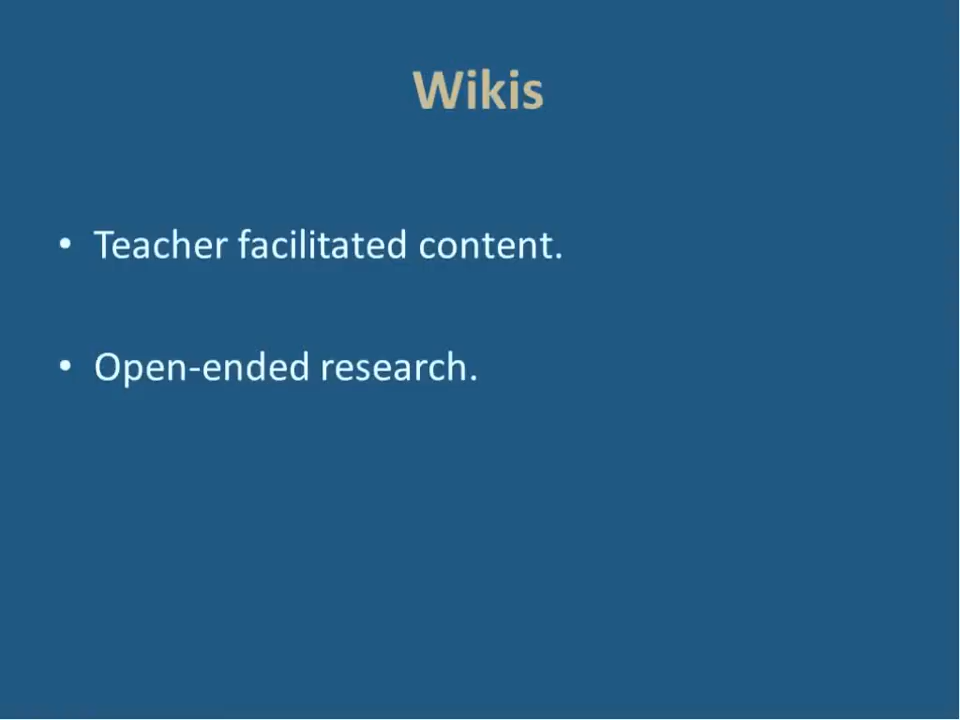 Wikis
• Teacher facilitated content.
• Open-ended research.